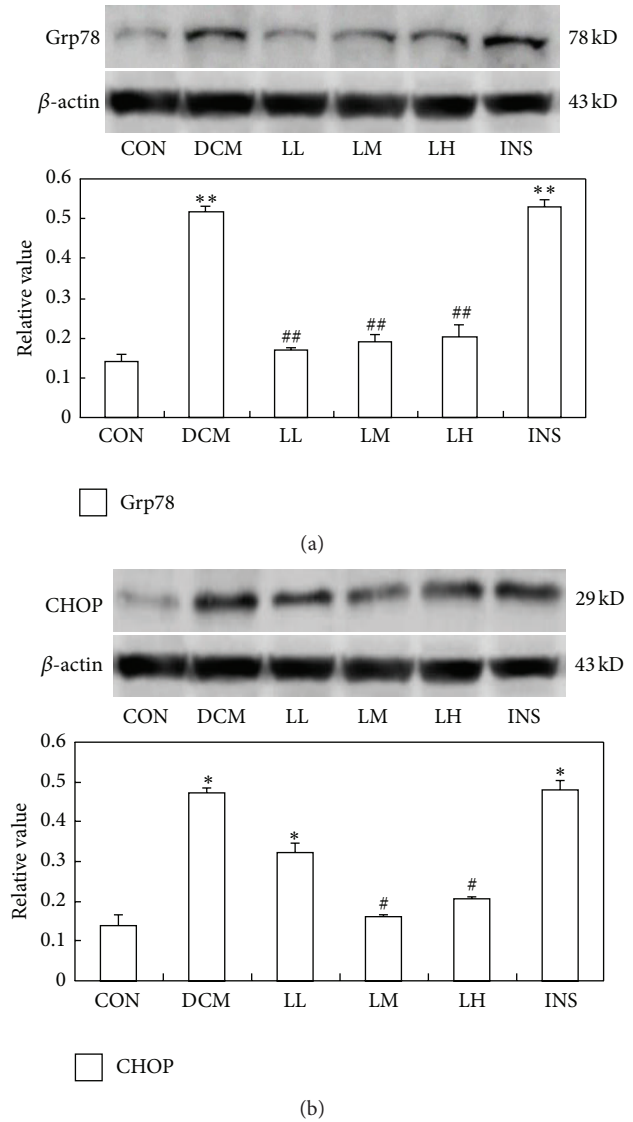 Grp78 78 kD
β-actin 43 kD
CON DCM LL LM LH INS
Relative value
0.6
0.5
0.4
0.3
0.2
0.1
0
** ## ## ## **
CON DCM LL LM LH INS
Grp78
(a)
CHOP 29 kD
β-actin 43 kD
CON DCM LL LM LH INS
Relative value
0.6
0.5
0.4
0.3
0.2
0.1
0
* * # # *
CON DCM LL LM LH INS
CHOP
(b)